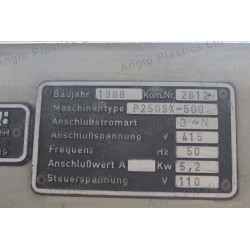 Anglo Plastics Ltd
Baujahr 1988 Kom.Nr. 2612
Maschinentype P250SX-500
Anschlußstromart 3~N
Anschlußspannung V 415
Frequenz Hz 50
Anschlußwert A Kw 5,2
Steuerspannung V 110